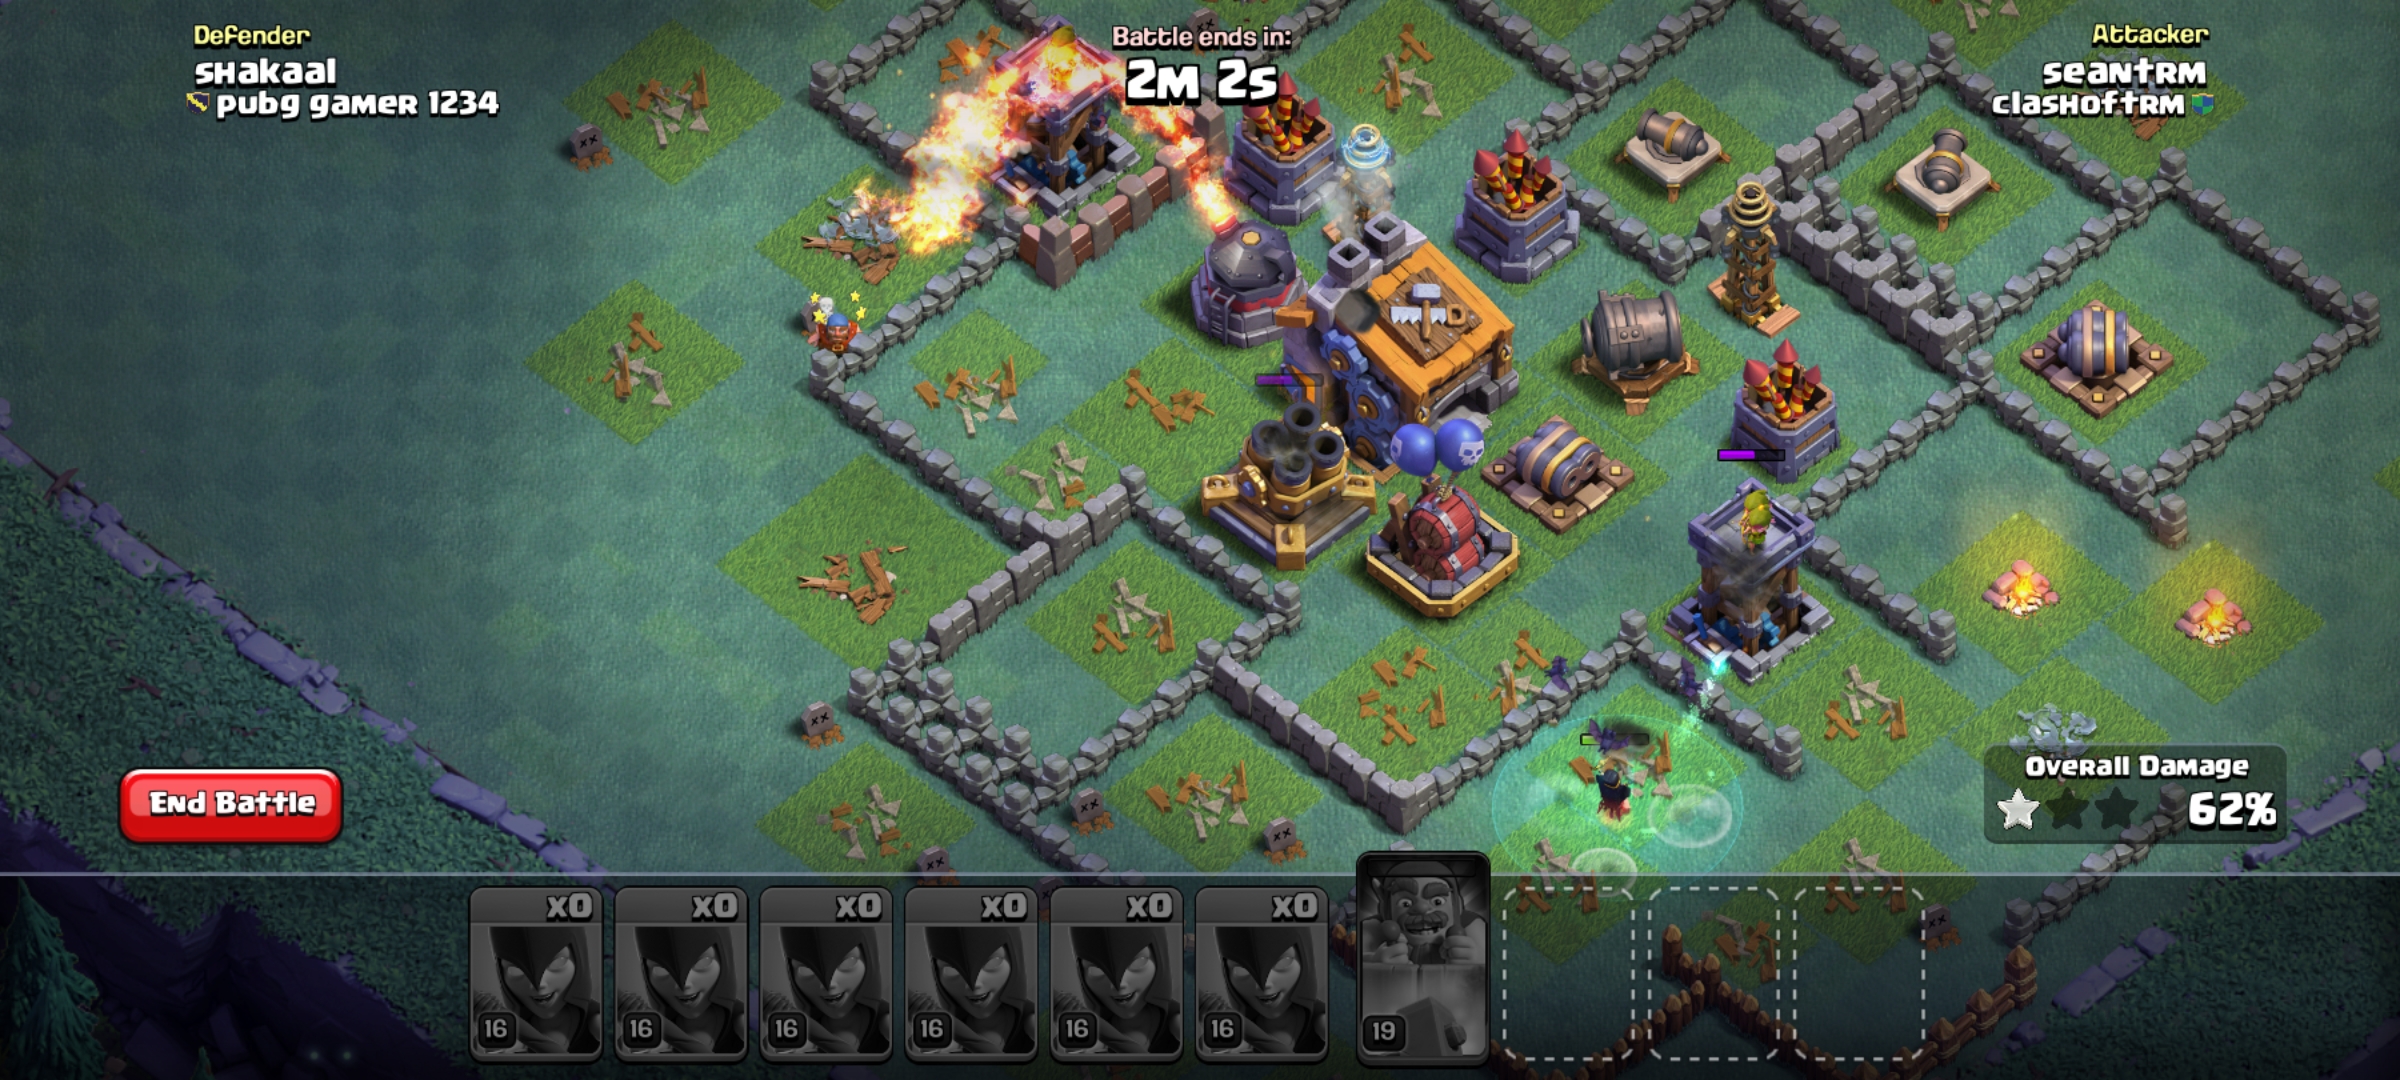 Defender
shakaal
pubg gamer 1234
Battle ends in:
2m 2s
Attacker
seantrm
clashoftrm
End Battle
Overall Damage
62%
x0
x0
x0
x0
x0
x0
16
16
16
16
16
16
19